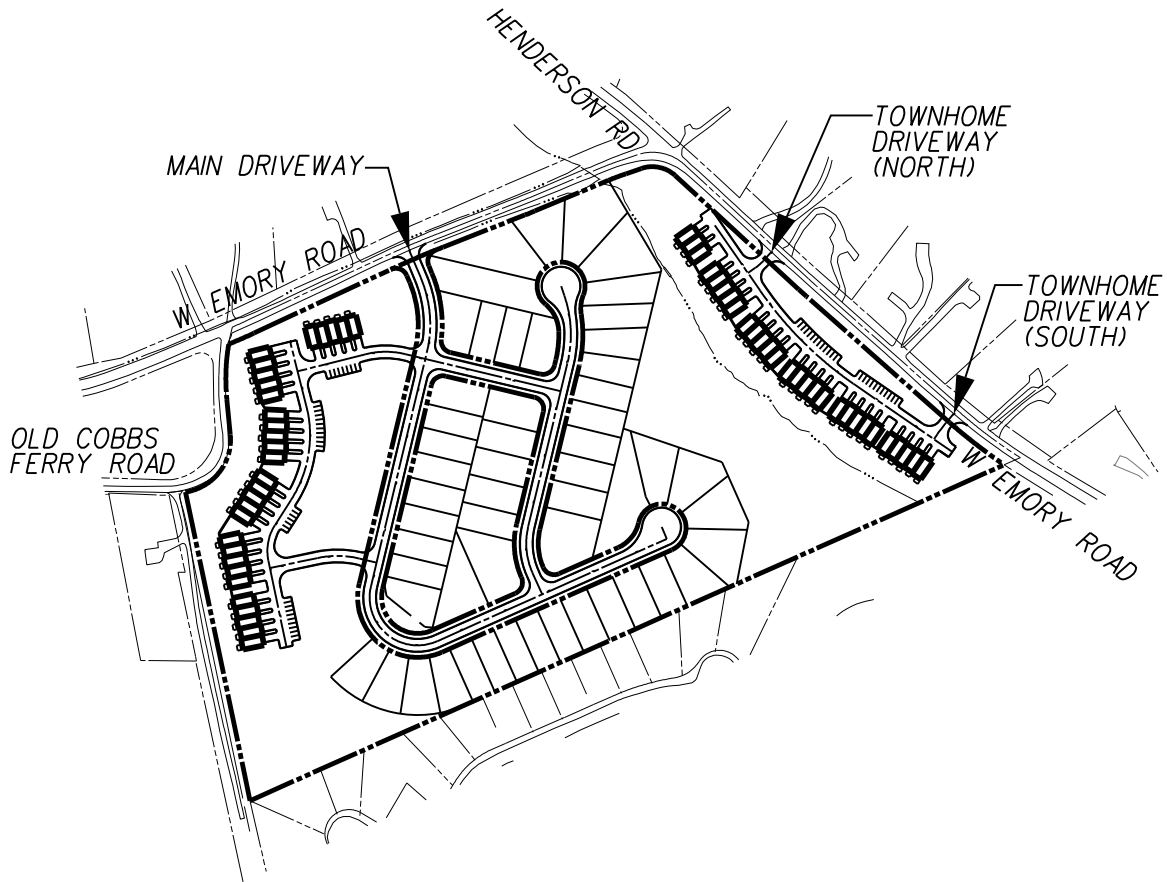 HENDERSON RD
TOWNHOME
DRIVEWAY
(NORTH)
MAIN DRIVEWAY
W EMORY ROAD
TOWNHOME
DRIVEWAY
(SOUTH)
OLD COBBS
FERRY ROAD
W EMORY ROAD